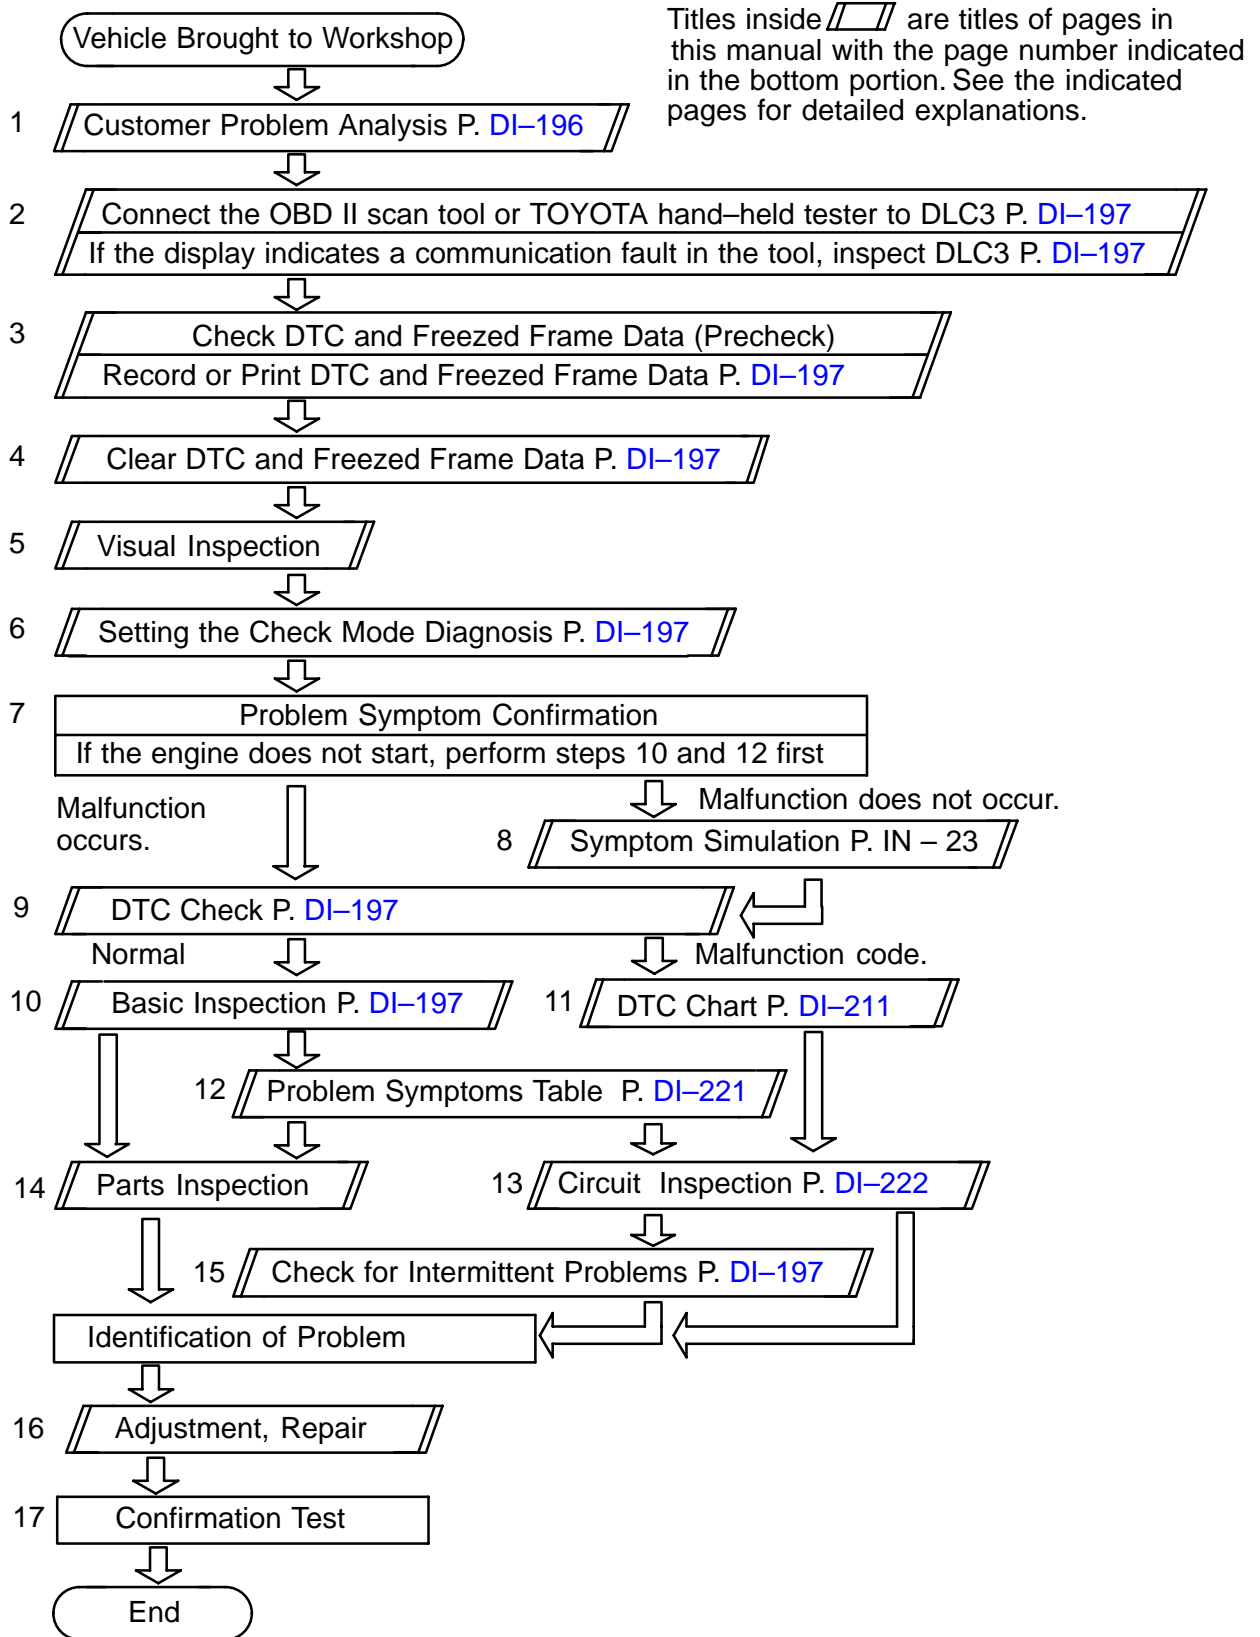 Vehicle Brought to Workshop
Titles inside are titles of pages in
this manual with the page number indicated
in the bottom portion. See the indicated
pages for detailed explanations.
1 Customer Problem Analysis P. DI–196
2 Connect the OBD II scan tool or TOYOTA hand–held tester to DLC3 P. DI–197
If the display indicates a communication fault in the tool, inspect DLC3 P. DI–197
3 Check DTC and Freezed Frame Data (Precheck)
Record or Print DTC and Freezed Frame Data P. DI–197
4 Clear DTC and Freezed Frame Data P. DI–197
5 Visual Inspection
6 Setting the Check Mode Diagnosis P. DI–197
7 Problem Symptom Confirmation
If the engine does not start, perform steps 10 and 12 first
Malfunction
occurs.
Malfunction does not occur.
8 Symptom Simulation P. IN – 23
9 DTC Check P. DI–197
Normal
Malfunction code.
10 Basic Inspection P. DI–197
11 DTC Chart P. DI–211
12 Problem Symptoms Table P. DI–221
14 Parts Inspection
13 Circuit Inspection P. DI–222
15 Check for Intermittent Problems P. DI–197
Identification of Problem
16 Adjustment, Repair
17 Confirmation Test
End